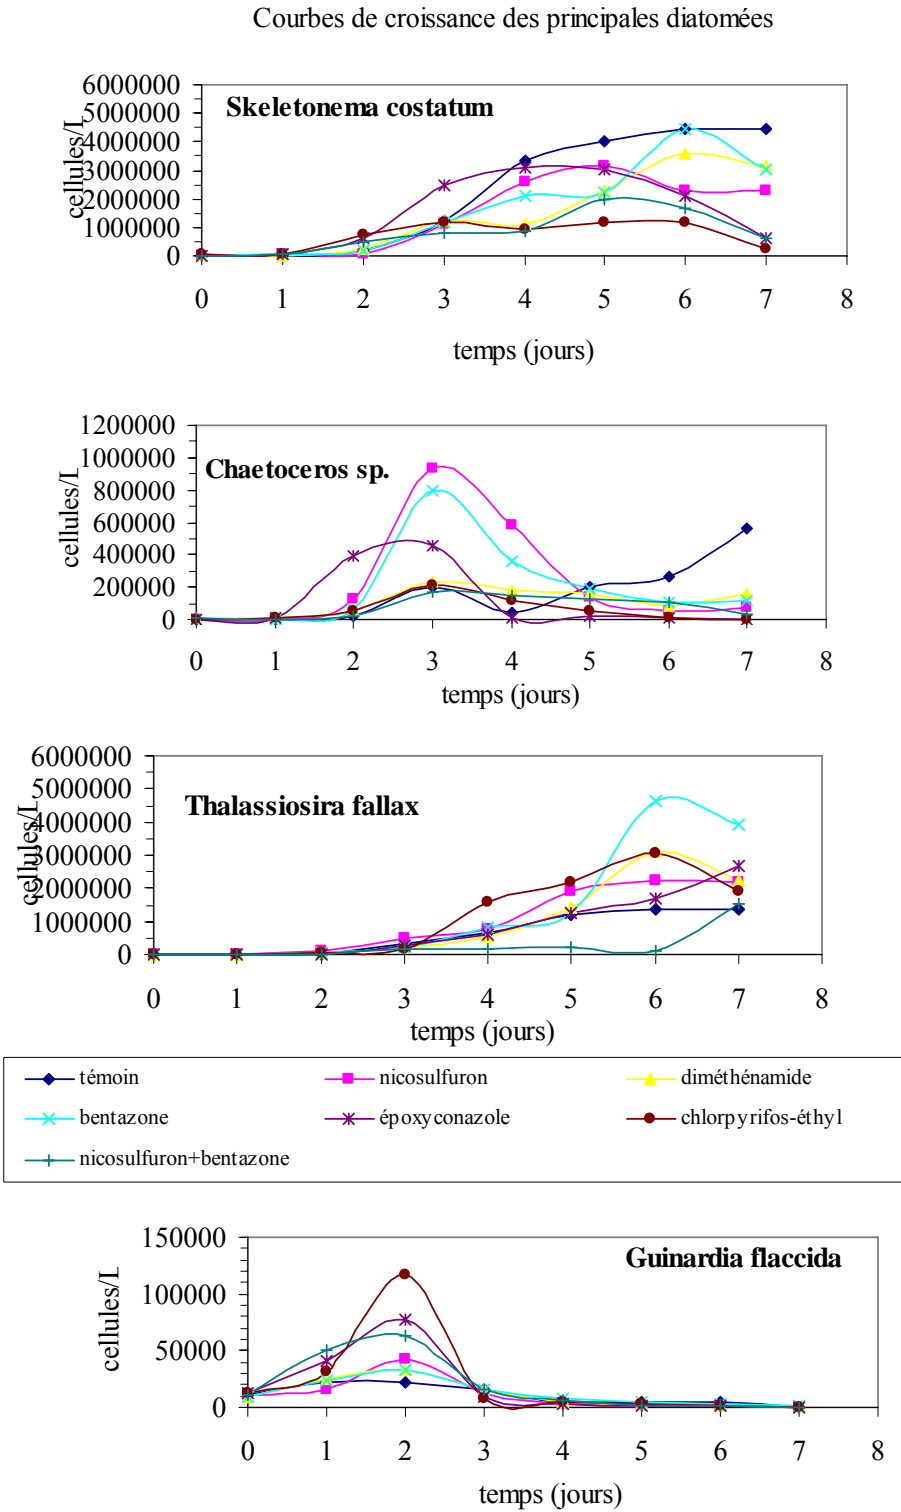 Courbes de croissance des principales diatomées
6000000
5000000
4000000
3000000
2000000
1000000
0
cellules/L
Skeletonema costatum
0 1 2 3 4 5 6 7 8
temps (jours)
1200000
1000000
800000
600000
400000
200000
0
cellules/L
Chaetoceros sp.
0 1 2 3 4 5 6 7 8
temps (jours)
6000000
5000000
4000000
3000000
2000000
1000000
0
cellules/L
Thalassiosira fallax
0 1 2 3 4 5 6 7 8
temps (jours)
témoin nicosulfuron diméthénamide
bentazone époxyconazole chlorpyrifos-éthyl
nicosulfuron+bentazone
150000
100000
50000
0
cellules/L
Guinardia flaccida
0 1 2 3 4 5 6 7 8
temps (jours)